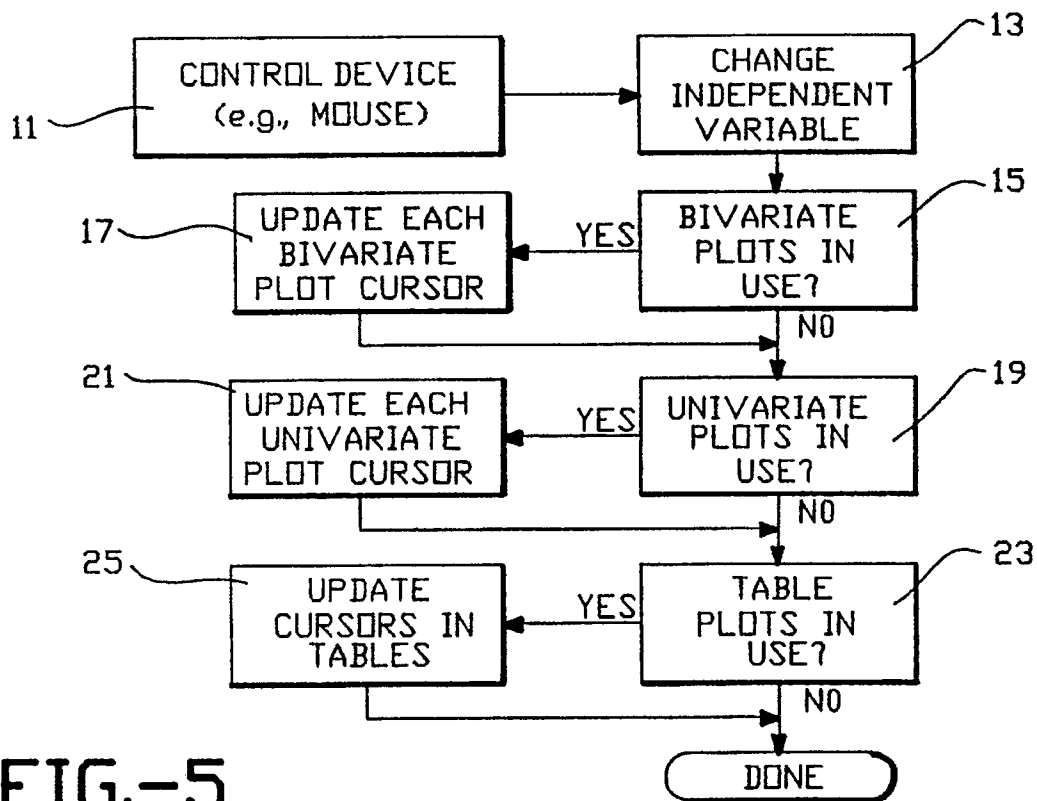 11
CONTROL DEVICE
(e.g., MOUSE)
CHANGE
INDEPENDENT
VARIABLE
13
17
UPDATE EACH
BIVARIATE
PLOT CURSOR
YES
BIVARIATE
PLOTS IN
USE?
15
NO
21
UPDATE EACH
UNIVARIATE
PLOT CURSOR
YES
UNIVARIATE
PLOTS IN
USE?
19
NO
25
UPDATE
CURSORS IN
TABLES
YES
TABLE
PLOTS IN
USE?
23
NO
DONE
FIG.-5